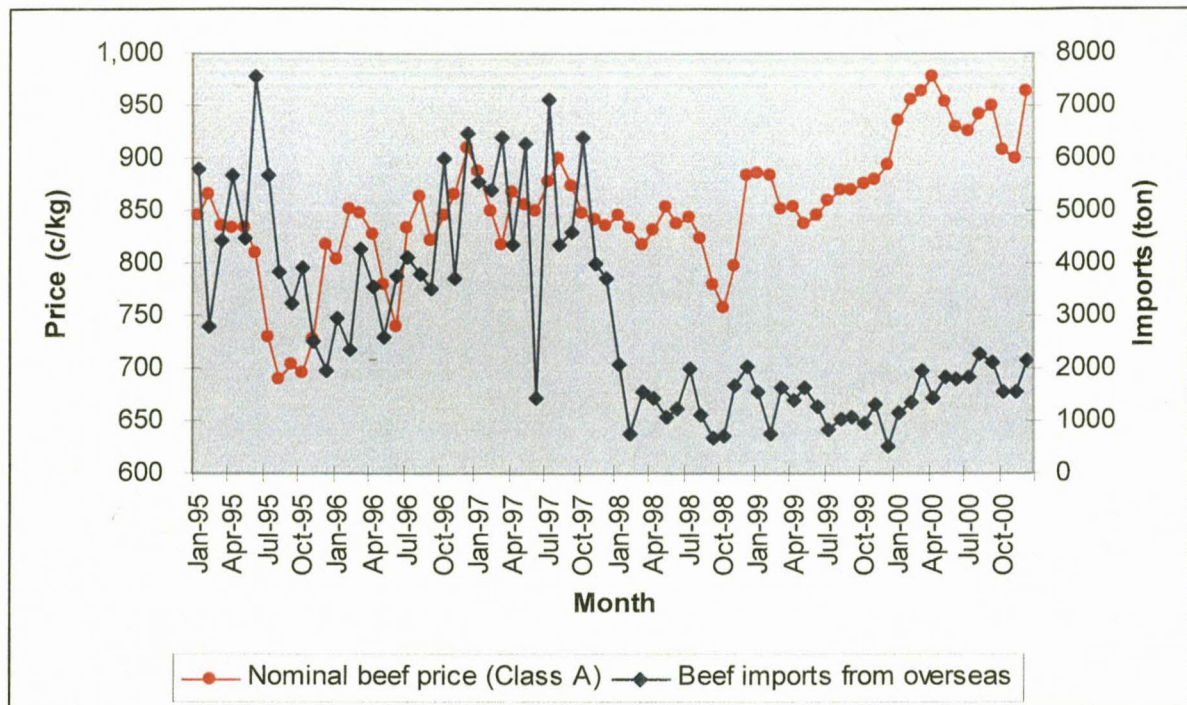 1,000
950
900
850
800
750
700
650
600
Price (c/kg)
8000
7000
6000
5000
4000
3000
2000
1000
0
Imports (ton)
Jan-95
Apr-95
Jul-95
Oct-95
Jan-96
Apr-96
Jul-96
Oct-96
Jan-97
Apr-97
Jul-97
Oct-97
Jan-98
Apr-98
Jul-98
Oct-98
Jan-99
Apr-99
Jul-99
Oct-99
Jan-00
Apr-00
Jul-00
Oct-00
Month
Nominal beef price (Class A)
Beef imports from overseas